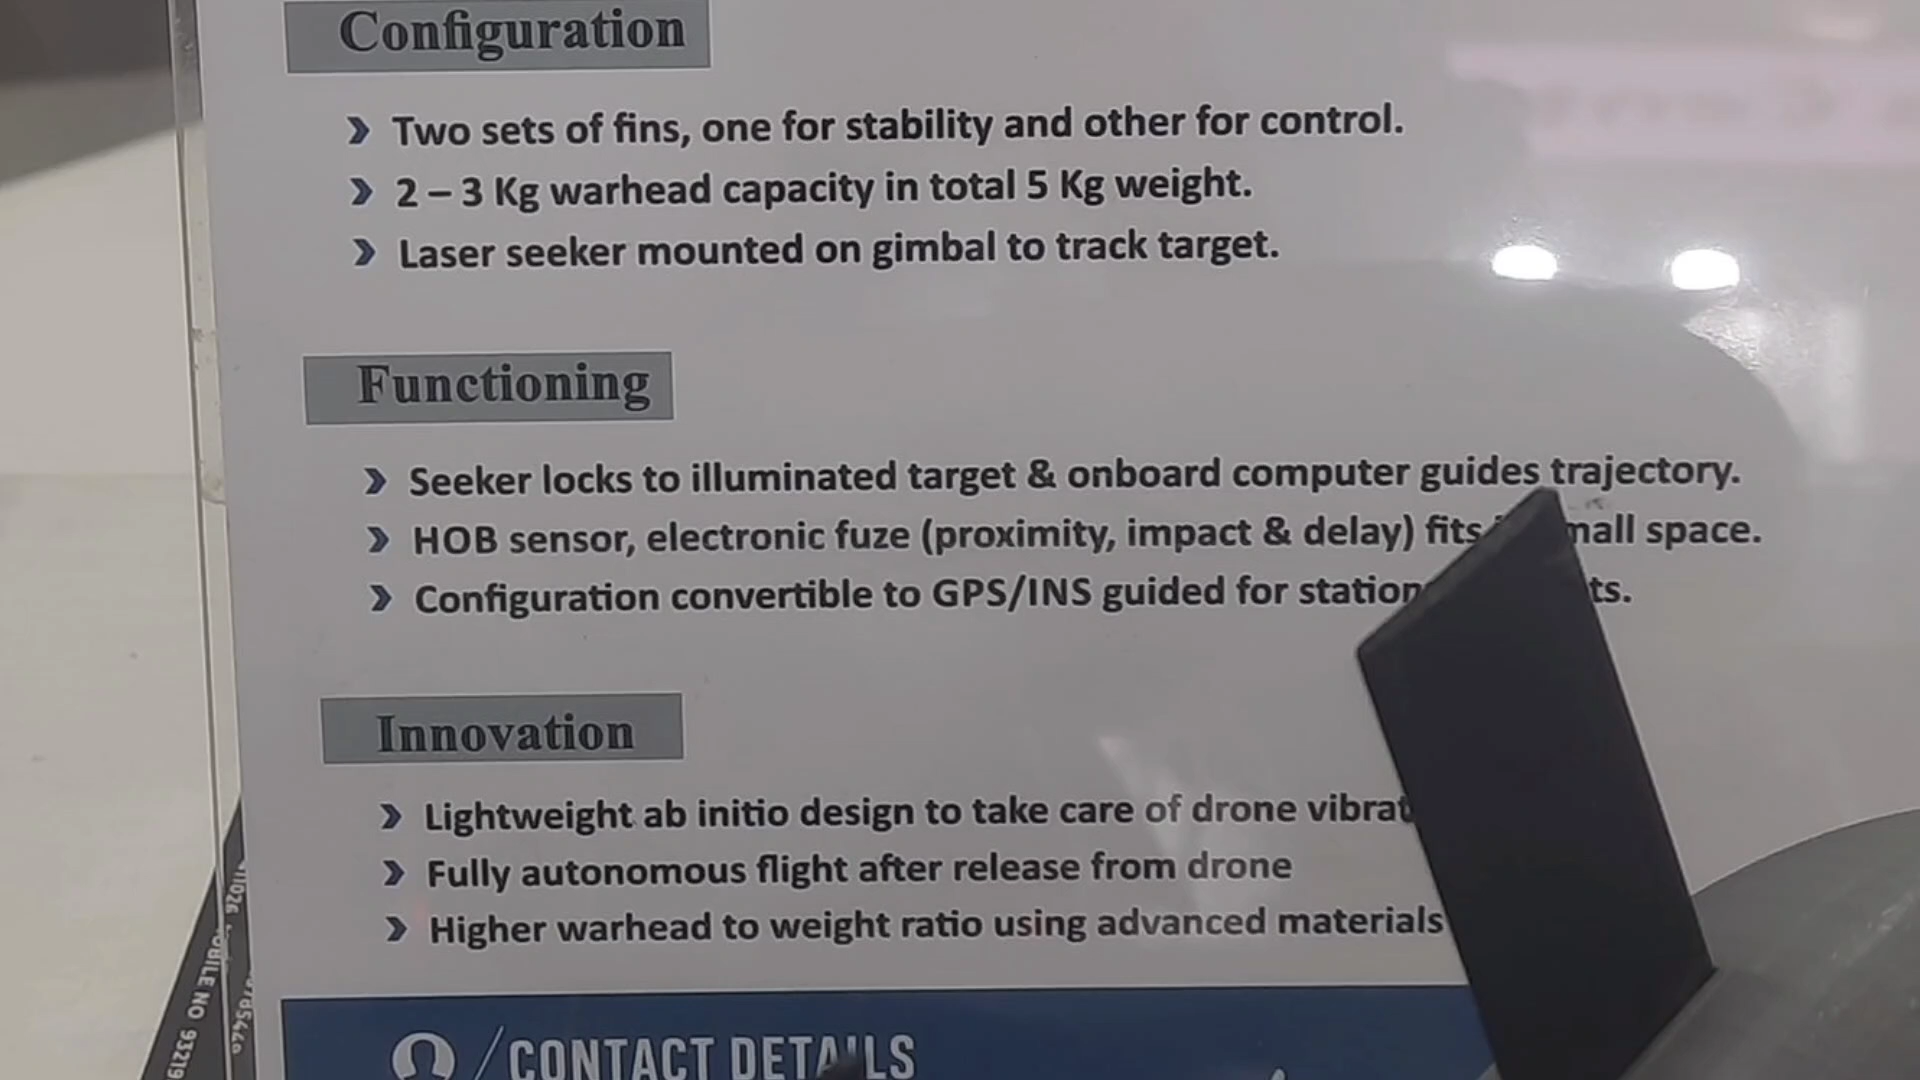 Configuration
Two sets of fins, one for stability and other for control.
2 – 3 Kg warhead capacity in total 5 Kg weight.
Laser seeker mounted on gimbal to track target.
Functioning
Seeker locks to illuminated target & onboard computer guides trajectory.
HOB sensor, electronic fuze (proximity, impact & delay) fits space.
Configuration convertible to GPS/INS guided for
Innovation
Lightweight ab initio design to take care of drone
Fully autonomous flight after release from drone
Higher warhead to weight ratio using advanced materials
CONTACT DETAILS
MOBILE NO 93219